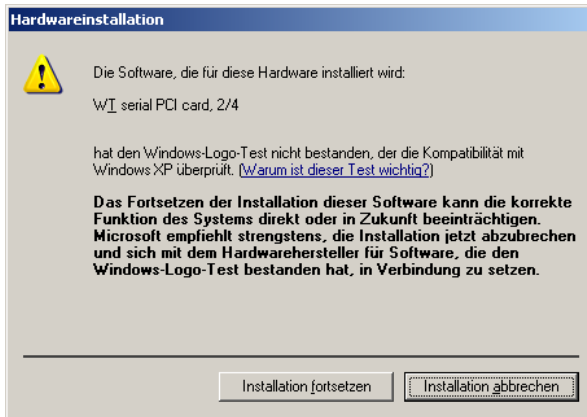 Hardwareinstallation
Die Software, die für diese Hardware installiert wird:
WT serial PCI card, 2/4
hat den Windows-Logo-Test nicht bestanden, der die Kompatibilität mit
Windows XP überprüft. (Warum ist dieser Test wichtig?)
Das Fortsetzen der Installation dieser Software kann die korrekte
Funktion des Systems direkt oder in Zukunft beeinträchtigen.
Microsoft empfiehlt strengstens, die Installation jetzt abzubrechen
und sich mit dem Hardwarehersteller für Software, die den
Windows-Logo-Test bestanden hat, in Verbindung zu setzen.
Installation fortsetzen
Installation abbrechen